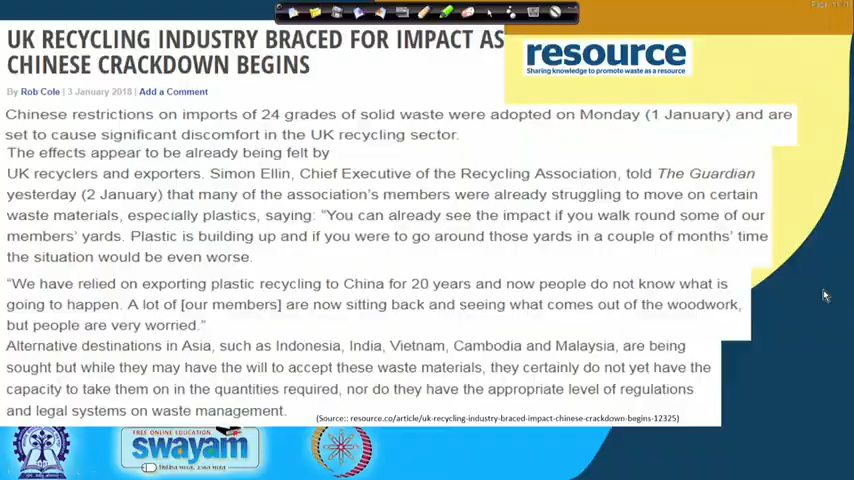 UK RECYCLING INDUSTRY BRACED FOR IMPACT AS
CHINESE CRACKDOWN BEGINS
resource
Sharing knowledge to promote waste as a resource
By Rob Cole | 3 January 2018 | Add a Comment
Chinese restrictions on imports of 24 grades of solid waste were adopted on Monday (1 January) and are
set to cause significant discomfort in the UK recycling sector.
The effects appear to be already being felt by
UK recyclers and exporters. Simon Ellin, Chief Executive of the Recycling Association, told The Guardian
yesterday (2 January) that many of the association's members were already struggling to move on certain
waste materials, especially plastics, saying: "You can already see the impact if you walk round some of our
members' yards. Plastic is building up and if you were to go around those yards in a couple of months' time
the situation would be even worse.
"We have relied on exporting plastic recycling to China for 20 years and now people do not know what is
going to happen. A lot of [our members] are now sitting back and seeing what comes out of the woodwork,
but people are very worried."
Alternative destinations in Asia, such as Indonesia, India, Vietnam, Cambodia and Malaysia, are being
sought but while they may have the will to accept these waste materials, they certainly do not yet have the
capacity to take them on in the quantities required, nor do they have the appropriate level of regulations
and legal systems on waste management.
(Source:: resource.co/article/uk-recycling-industry-braced-impact-chinese-crackdown-begins-12325)
FREE ONLINE EDUCATION
swayam